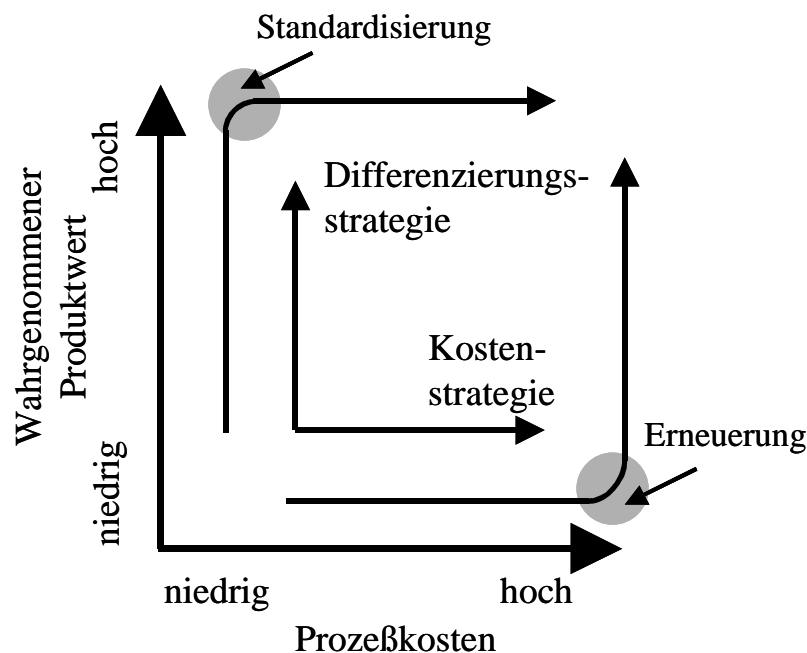 Standardisierung
hoch
Differenzierungs-
strategie
Wahrgenommener
Produktwert
Kosten-
strategie
Erneuerung
niedrig
niedrig
hoch
Prozeßkosten